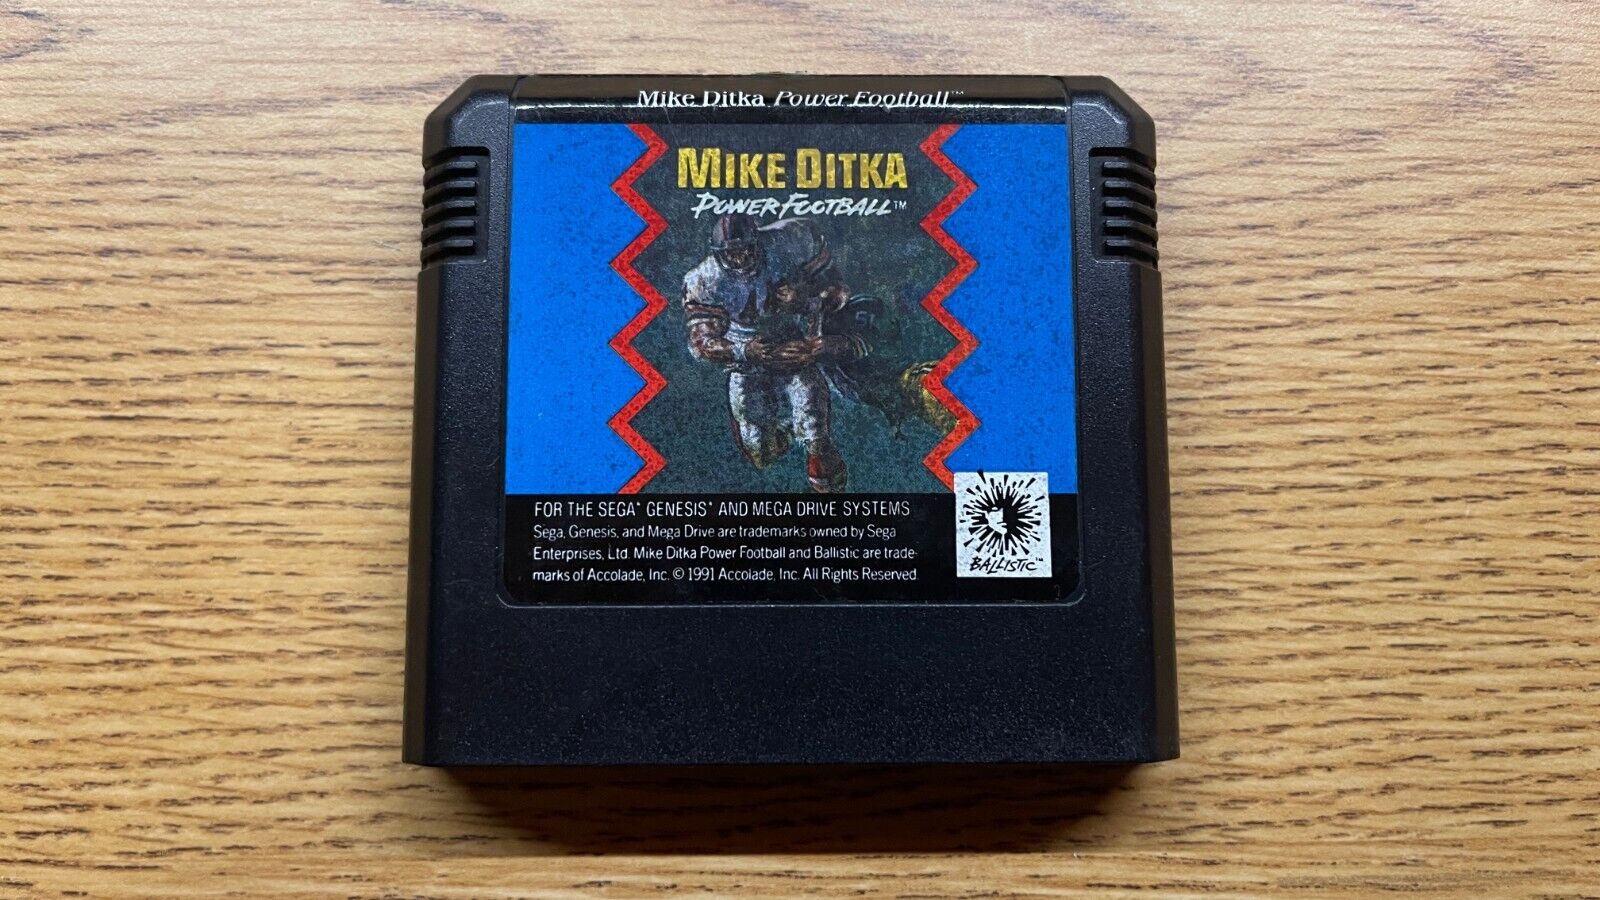 Mike Ditka Power Football™
MIKE DITKA
POWER FOOTBALL™
51
FOR THE SEGA® GENESIS® AND MEGA DRIVE SYSTEMS
Sega, Genesis, and Mega Drive are trademarks owned by Sega
Enterprises, Ltd. Mike Ditka Power Football and Ballistic are trade-
marks of Accolade, Inc. © 1991 Accolade, Inc. All Rights Reserved.
BALLISTIC™